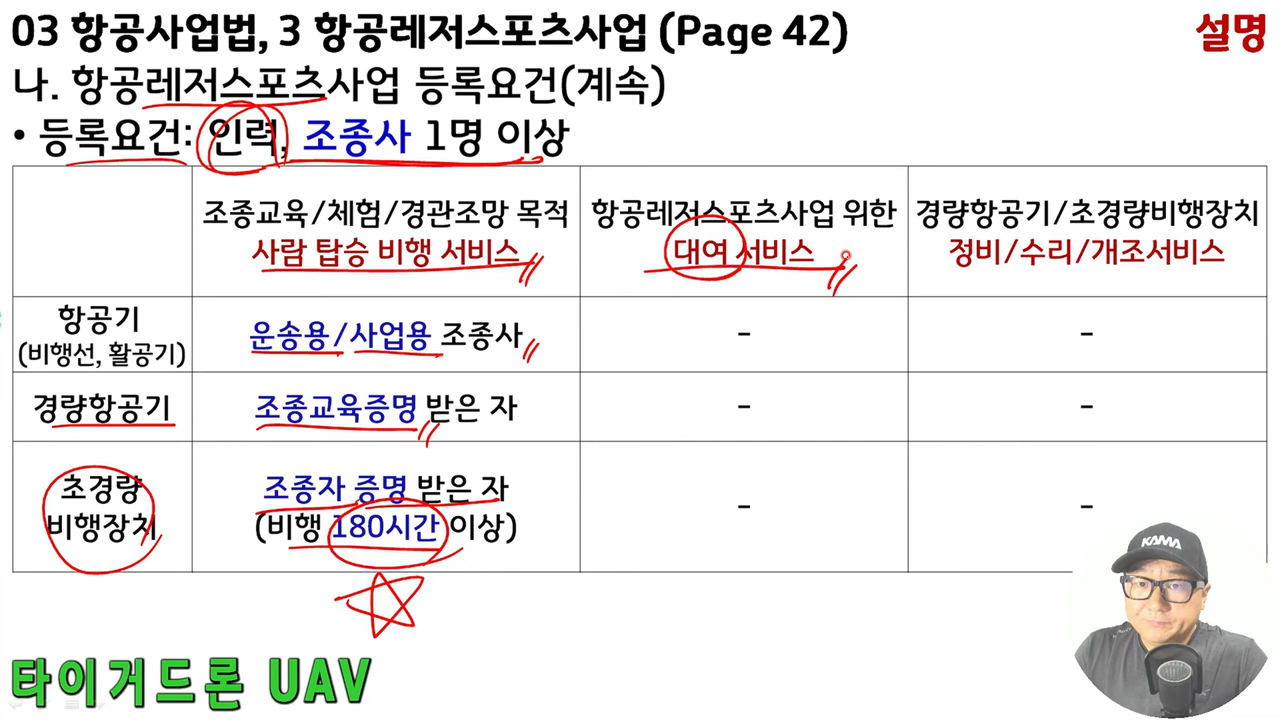 03 항공사업법, 3 항공레저스포츠사업 (Page 42)
설명
나. 항공레저스포츠사업 등록요건(계속)
• 등록요건: 인력, 조종사 1명 이상
조종교육/체험/경관조망 목적
사람 탑승 비행 서비스
항공레저스포츠사업 위한
대여 서비스
경량항공기/초경량비행장치
정비/수리/개조서비스
항공기
(비행선, 활공기)
운송용/사업용 조종사
-
-
경량항공기
조종교육증명 받은 자
-
-
초경량
비행장치
조종자 증명 받은 자
(비행 180시간 이상)
-
-
KAMA
타이거드론 UAV